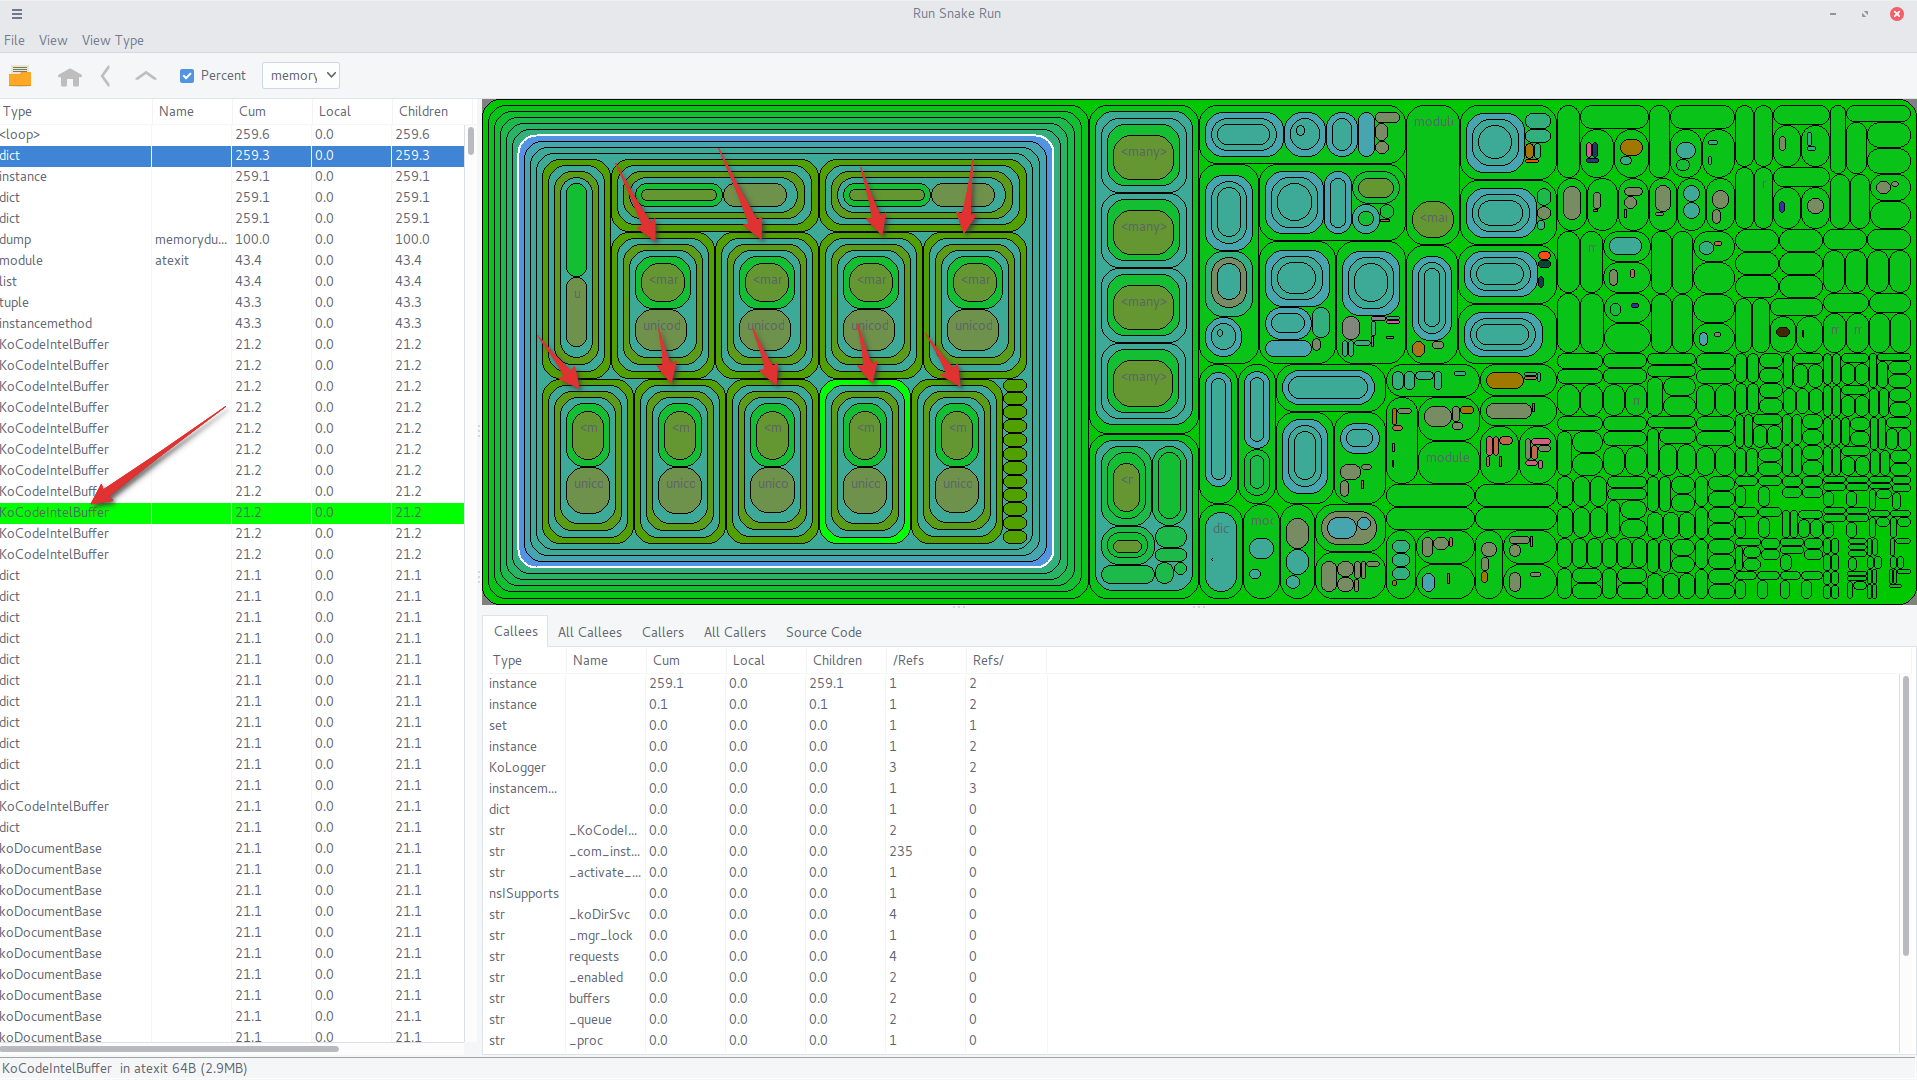 Run Snake Run
File View View Type
Percent memory
Type Name Cum Local Children
<loop> 259.6 0.0 259.6
dict 259.3 0.0 259.3
instance 259.1 0.0 259.1
dict 259.1 0.0 259.1
dict 259.1 0.0 259.1
dump memorydu... 100.0 0.0 100.0
module atexit 43.4 0.0 43.4
list 43.4 0.0 43.4
tuple 43.3 0.0 43.3
instancemethod 43.3 0.0 43.3
KoCodeIntelBuffer 21.2 0.0 21.2
KoCodeIntelBuffer 21.2 0.0 21.2
KoCodeIntelBuffer 21.2 0.0 21.2
KoCodeIntelBuffer 21.2 0.0 21.2
KoCodeIntelBuffer 21.2 0.0 21.2
KoCodeIntelBuffer 21.2 0.0 21.2
KoCodeIntelBuffer 21.2 0.0 21.2
KoCodeIntelBuffer 21.2 0.0 21.2
KoCodeIntelBuffer 21.2 0.0 21.2
KoCodeIntelBuffer 21.2 0.0 21.2
KoCodeIntelBuffer 21.2 0.0 21.2
dict 21.1 0.0 21.1
dict 21.1 0.0 21.1
dict 21.1 0.0 21.1
dict 21.1 0.0 21.1
dict 21.1 0.0 21.1
dict 21.1 0.0 21.1
dict 21.1 0.0 21.1
dict 21.1 0.0 21.1
dict 21.1 0.0 21.1
dict 21.1 0.0 21.1
dict 21.1 0.0 21.1
KoCodeIntelBuffer 21.1 0.0 21.1
dict 21.1 0.0 21.1
koDocumentBase 21.1 0.0 21.1
koDocumentBase 21.1 0.0 21.1
koDocumentBase 21.1 0.0 21.1
koDocumentBase 21.1 0.0 21.1
koDocumentBase 21.1 0.0 21.1
koDocumentBase 21.1 0.0 21.1
koDocumentBase 21.1 0.0 21.1
koDocumentBase 21.1 0.0 21.1
koDocumentBase 21.1 0.0 21.1
koDocumentBase 21.1 0.0 21.1
<mar <mar <mar <mar
u unicod unicod unicod unicod
<m <m <m <m <m
unicc unicc unico unicc unicc
<many>
<many>
<many>
<many>
<r
modul
<mai
module
dic moi
Callees All Callees Callers All Callers Source Code
Type Name Cum Local Children /Refs Refs/
instance 259.1 0.0 259.1 1 2
instance 0.1 0.0 0.1 1 2
set 0.0 0.0 0.0 1 1
instance 0.0 0.0 0.0 1 2
KoLogger 0.0 0.0 0.0 3 2
instancem... 0.0 0.0 0.0 1 3
dict 0.0 0.0 0.0 1 0
str _KoCodeI... 0.0 0.0 0.0 2 0
str _com_inst... 0.0 0.0 0.0 235 0
str _activate_... 0.0 0.0 0.0 1 0
nsISupports 0.0 0.0 0.0 1 0
str _koDirSvc 0.0 0.0 0.0 4 0
str _mgr_lock 0.0 0.0 0.0 1 0
str requests 0.0 0.0 0.0 4 0
str _enabled 0.0 0.0 0.0 2 0
str buffers 0.0 0.0 0.0 2 0
str _queue 0.0 0.0 0.0 2 0
str _proc 0.0 0.0 0.0 1 0
KoCodeIntelBuffer in atexit 64B (2.9MB)